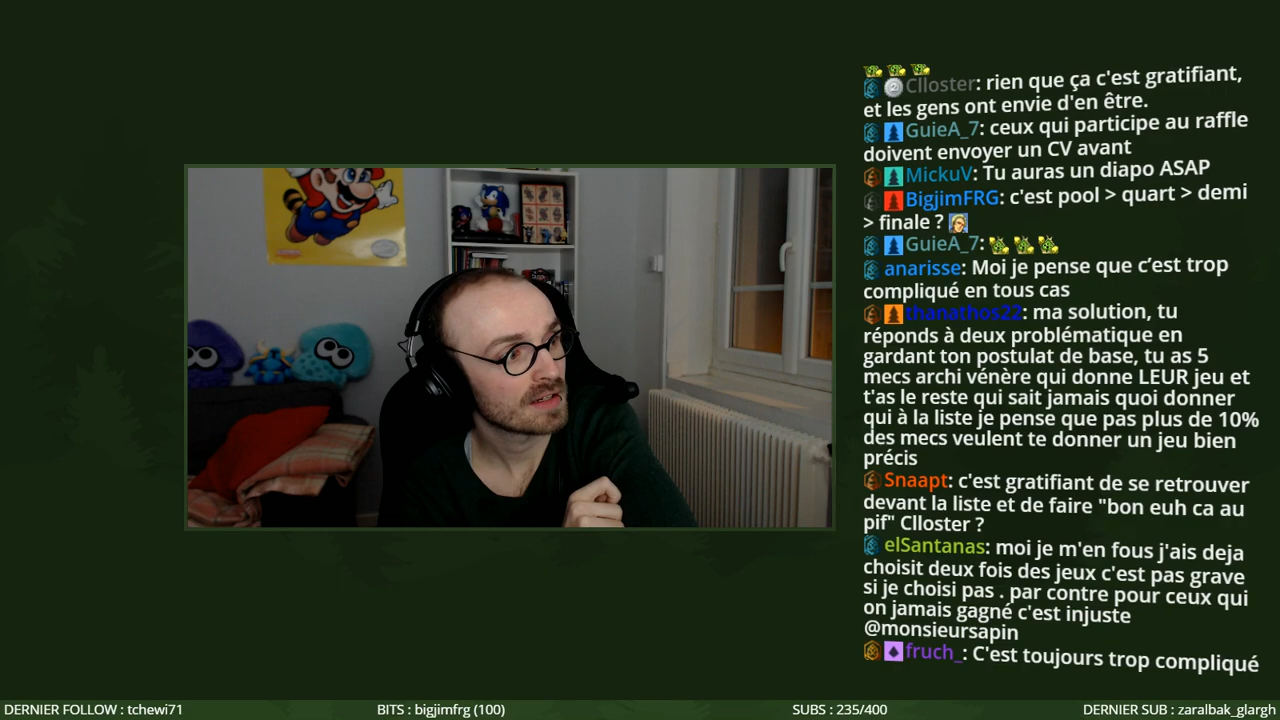 Clloster: rien que ça c'est gratifiant,
et les gens ont envie d'en être.
GuieA_7: ceux qui participe au raffle
doivent envoyer un CV avant
MickuV: Tu auras un diapo ASAP
BigjimFRG: c'est pool > quart > demi
> finale ?
GuieA_7:
anarisse: Moi je pense que c’est trop
compliqué en tous cas
thanathos22: ma solution, tu
réponds à deux problématique en
gardant ton postulat de base, tu as 5
mecs archi vénère qui donne LEUR jeu et
t'as le reste qui sait jamais quoi donner
qui à la liste je pense que pas plus de 10%
des mecs veulent te donner un jeu bien
précis
Snaapt: c'est gratifiant de se retrouver
devant la liste et de faire "bon euh ca au
pif" Clloster ?
elSantanas: moi je m'en fous j'ais deja
choisit deux fois des jeux c'est pas grave
si je choisi pas . par contre pour ceux qui
on jamais gagné c'est injuste
@monsieursapin
fruch_: C'est toujours trop compliqué
DERNIER FOLLOW : tchewi71
BITS : bigjimfrg (100)
SUBS : 235/400
DERNIER SUB : zaralbak_glargh